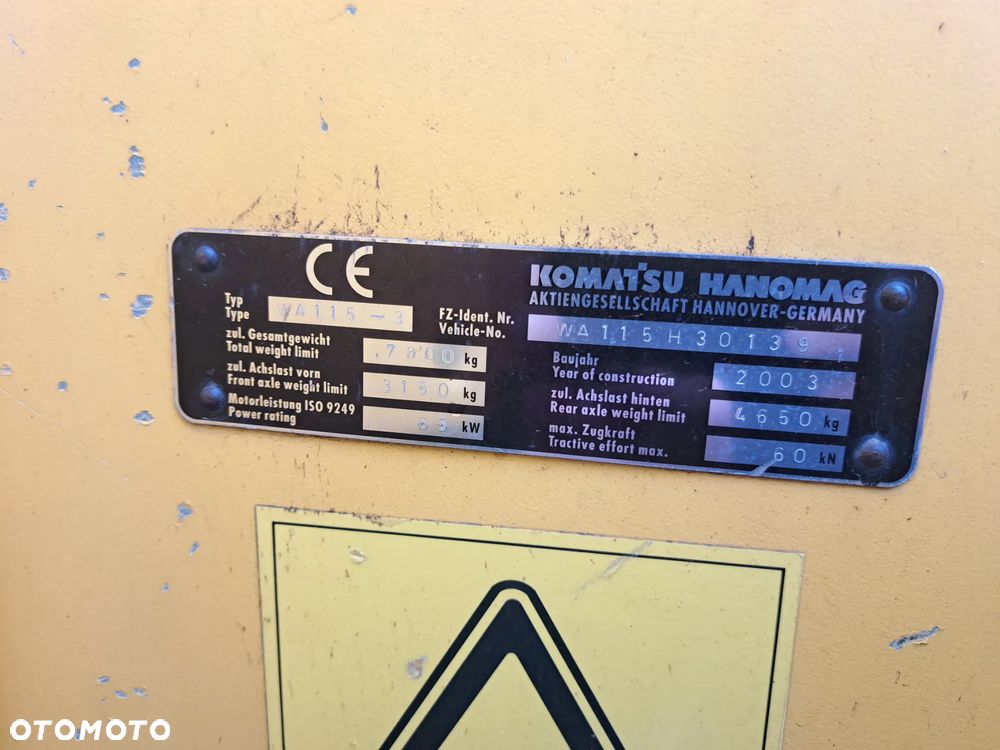 CE
KOMATSU HANOMAG
AKTIENGESELLSCHAFT HANNOVER-GERMANY
Typ
Type
WA115-3
FZ-Ident. Nr.
Vehicle-No.
WA115H30139
zul. Gesamtgewicht
Total weight limit
7800 kg
Baujahr
Year of construction
2003
zul. Achslast vorn
Front axle weight limit
3150 kg
zul. Achslast hinten
Rear axle weight limit
4650 kg
Motorleistung ISO 9249
Power rating
65 kW
max. Zugkraft
Tractive effort max.
60 kN
OTOMOTO